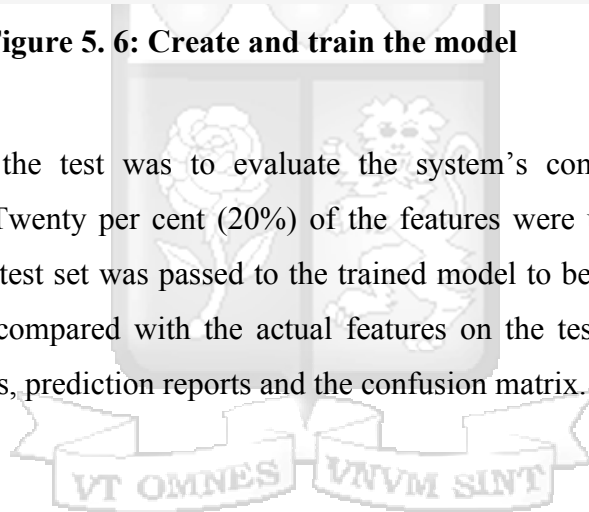 igure 5. 6: Create and train the model
the test was to evaluate the system’s con
Twenty per cent (20%) of the features were
test set was passed to the trained model to be
compared with the actual features on the tes
s, prediction reports and the confusion matrix.
VT OMNES VNVM SINT